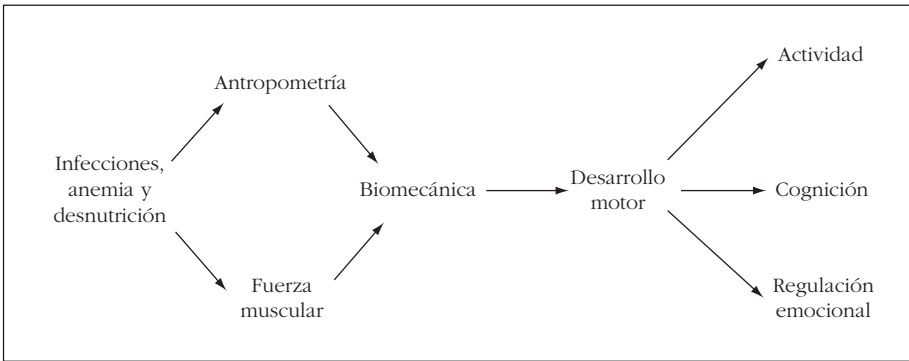 Actividad
Antropometría
Infecciones,
anemia y
desnutrición
Biomecánica
Desarrollo
motor
Cognición
Fuerza
muscular
Regulación
emocional